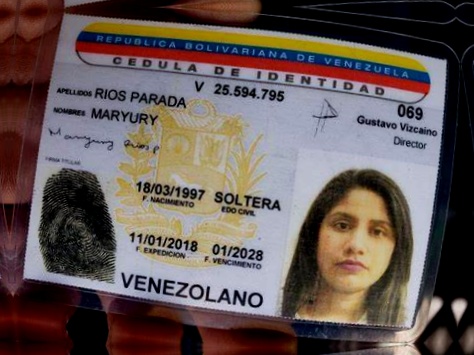 REPUBLICA BOLIVARIANA DE VENEZUELA
CEDULA DE IDENTIDAD
V 25.594.795
APELLIDOS RIOS PARADA
NOMBRES MARYURY
069
Gustavo Vizcaino
Director
Maryury Rios P
FIRMA TITULAR
18/03/1997 SOLTERA
F. NACIMIENTO EDO CIVIL
11/01/2018 01/2028
F. EXPEDICION F. VENCIMIENTO
VENEZOLANO